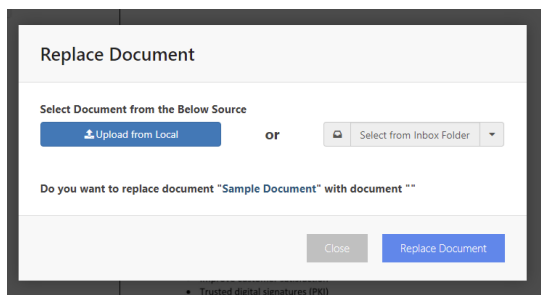 Replace Document
Select Document from the Below Source
Upload from Local or Select from Inbox Folder
Do you want to replace document "Sample Document" with document ""
Close Replace Document
Trusted digital signatures (PKI)